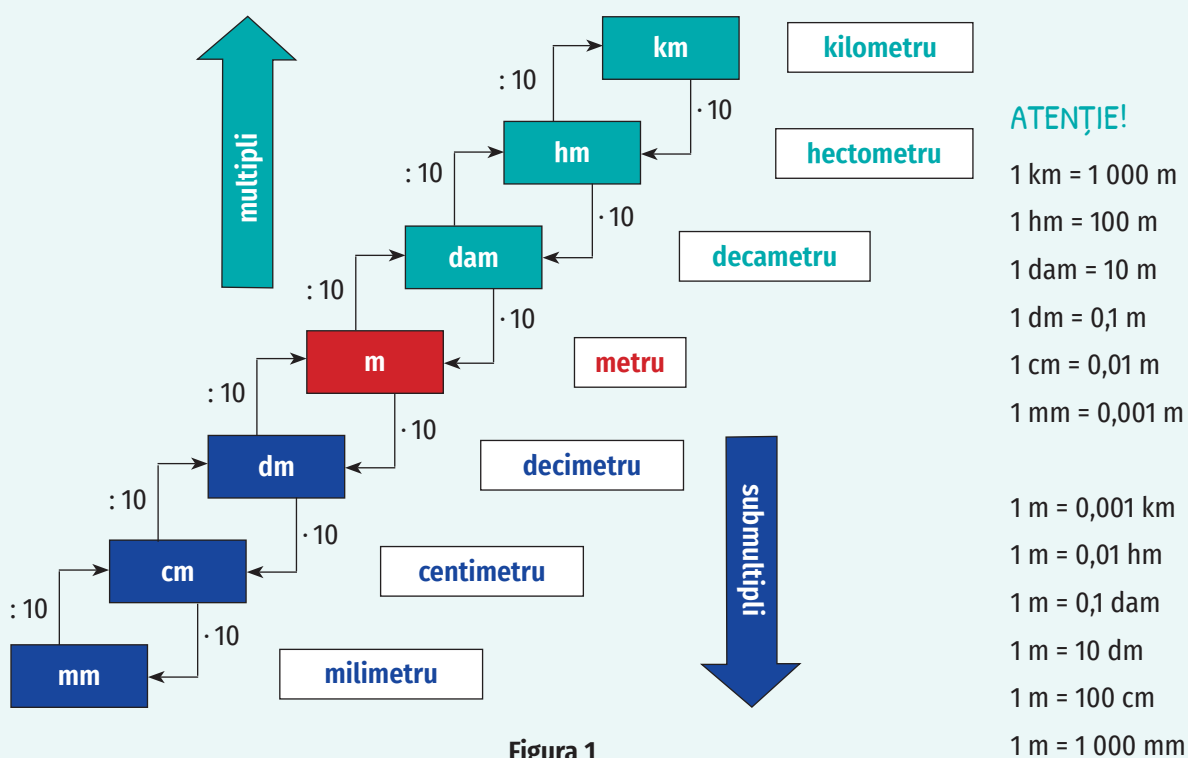 km
kilometru
: 10
· 10
multipli
hm
hectometru
: 10
· 10
dam
decametru
: 10
· 10
m
metru
: 10
· 10
dm
decimetru
: 10
· 10
submultipli
cm
centimetru
: 10
· 10
mm
milimetru
Figura 1
ATENȚIE!
1 km = 1 000 m
1 hm = 100 m
1 dam = 10 m
1 dm = 0,1 m
1 cm = 0,01 m
1 mm = 0,001 m
1 m = 0,001 km
1 m = 0,01 hm
1 m = 0,1 dam
1 m = 10 dm
1 m = 100 cm
1 m = 1 000 mm